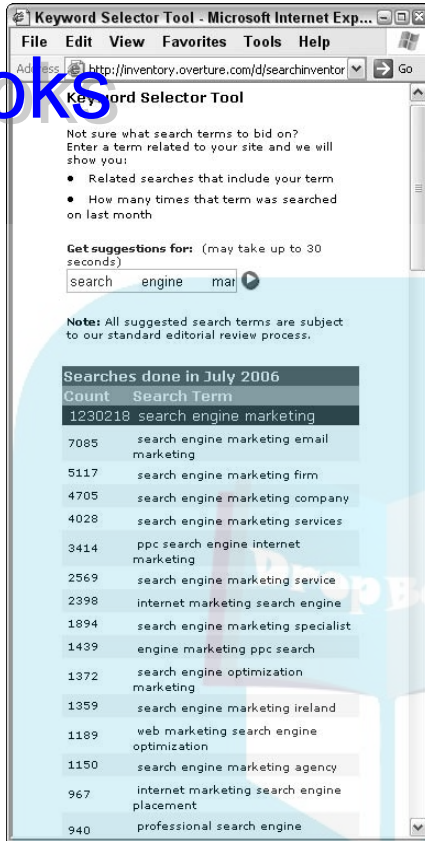 Keyword Selector Tool - Microsoft Internet Exp...
File Edit View Favorites Tools Help
Address http://inventory.overture.com/d/searchinventor Go
oks
Keyword Selector Tool
Not sure what search terms to bid on?
Enter a term related to your site and we will
show you:
• Related searches that include your term
• How many times that term was searched
on last month
Get suggestions for: (may take up to 30
seconds)
search engine mar
Note: All suggested search terms are subject
to our standard editorial review process.
Searches done in July 2006
Count Search Term
1230218 search engine marketing
7085 search engine marketing email
marketing
5117 search engine marketing firm
4705 search engine marketing company
4028 search engine marketing services
3414 ppc search engine internet
marketing
2569 search engine marketing service
2398 internet marketing search engine
1894 search engine marketing specialist
1439 engine marketing ppc search
1372 search engine optimization
marketing
1359 search engine marketing ireland
1189 web marketing search engine
optimization
1150 search engine marketing agency
967 internet marketing search engine
placement
940 professional search engine
Drop Bo